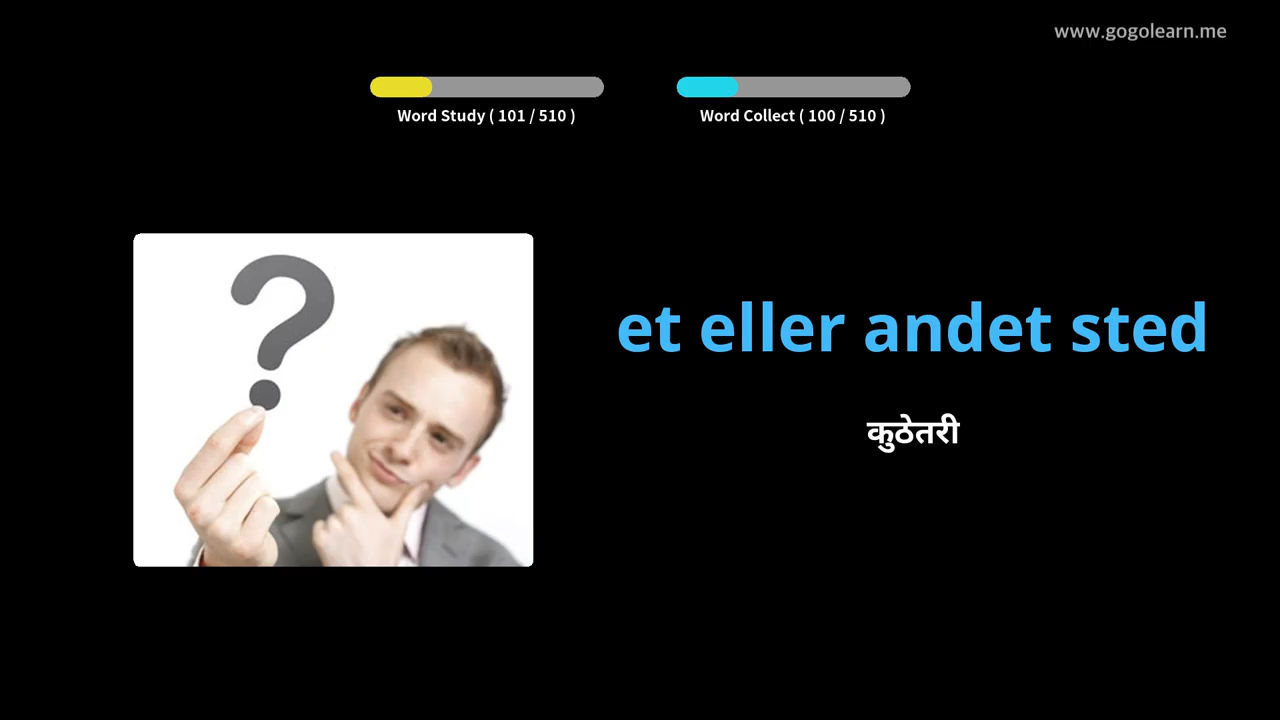 www.gogolearn.me
Word Study ( 101 / 510 )
Word Collect ( 100 / 510 )
et eller andet sted
कुठेतरी